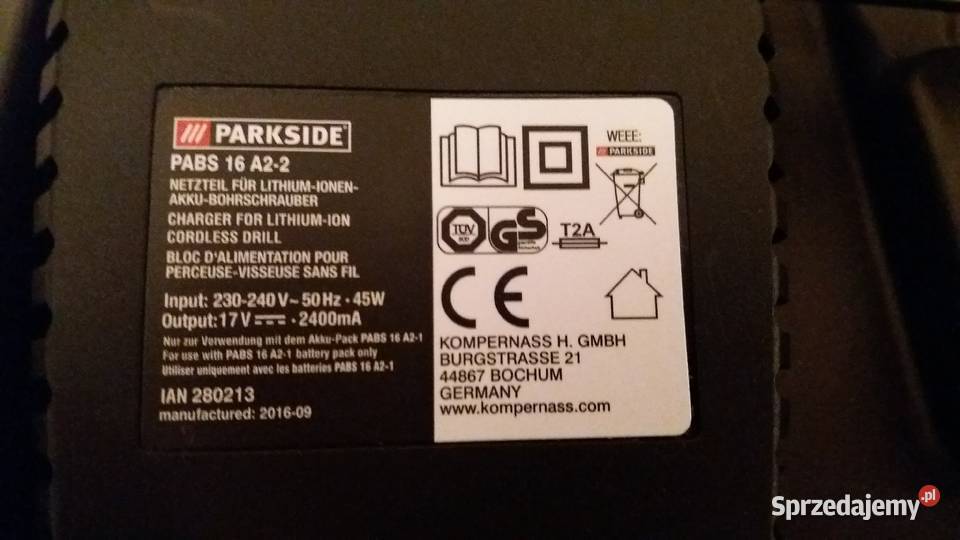 PARKSIDE
PABS 16 A2-2
NETZTEIL FÜR LITHIUM-IONEN-
AKKU-BOHRSCHRAUBER
CHARGER FOR LITHIUM-ION
CORDLESS DRILL
BLOC D'ALIMENTATION POUR
PERCEUSE-VISSEUSE SANS FIL
Input: 230-240 V~ 50 Hz • 45W
Output: 17 V ⎓ • 2400mA
Nur zur Verwendung mit dem Akku-Pack PABS 16 A2-1
For use with PABS 16 A2-1 battery pack only
Utiliser uniquement avec les batteries PABS 16 A2-1
IAN 280213
manufactured: 2016-09
WEEE:
PARKSIDE
TÜV
SÜD
GS
T2A
CE
KOMPERNASS H. GMBH
BURGSTRASSE 21
44867 BOCHUM
GERMANY
www.kompernass.com
Sprzedajemy.pl